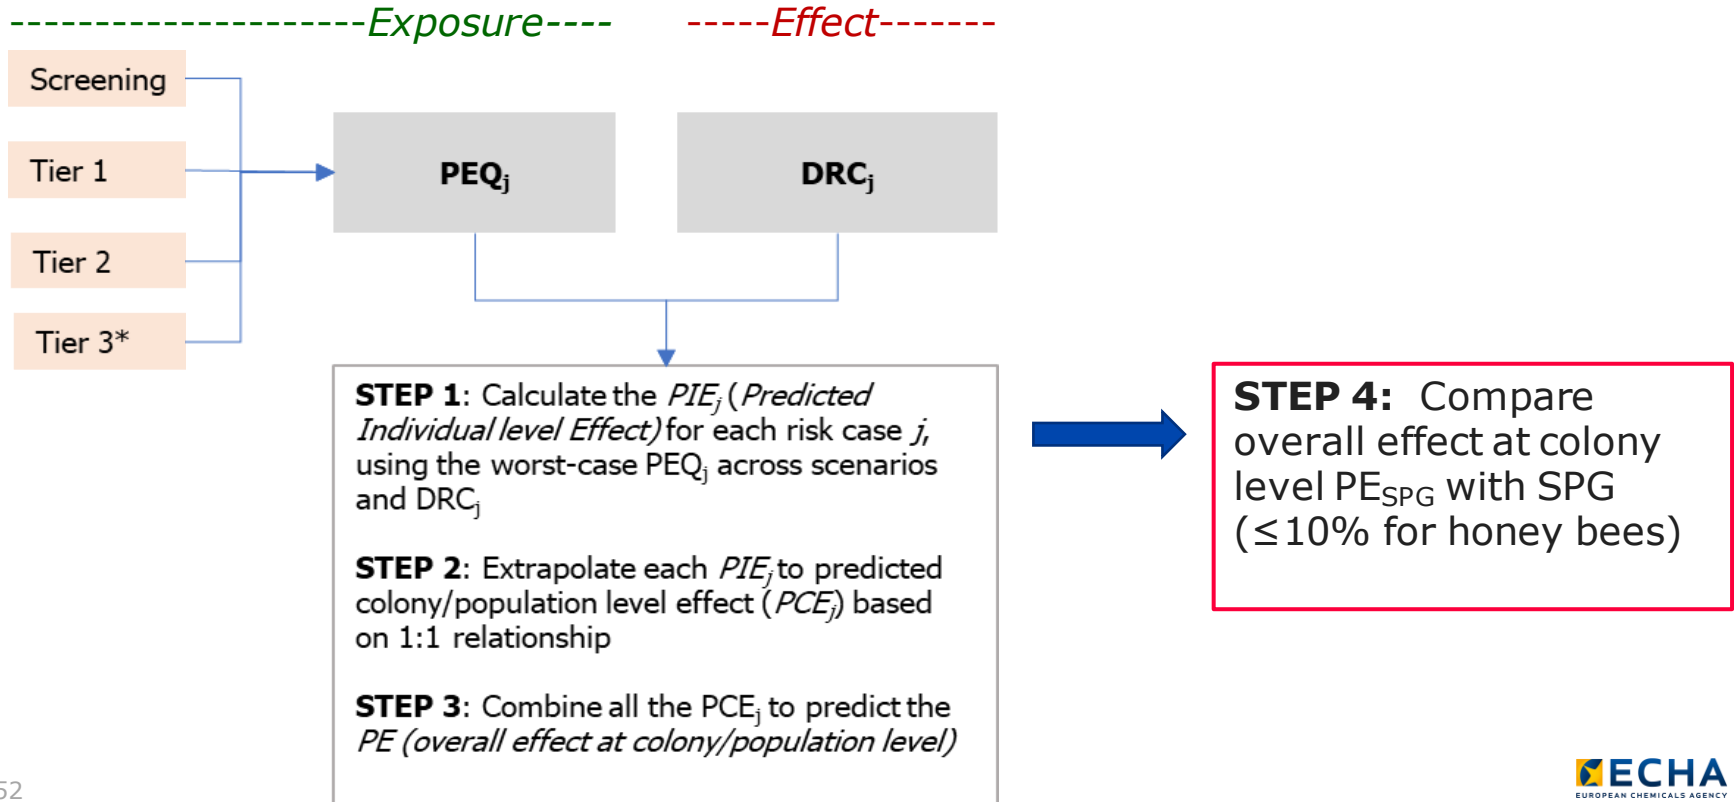 -------------------Exposure----
-----Effect-------
Screening
Tier 1
Tier 2
Tier 3*
PEQj
DRCj
STEP 1: Calculate the PIEj (Predicted
Individual level Effect) for each risk case j,
using the worst-case PEQj across scenarios
and DRCj
STEP 2: Extrapolate each PIEj to predicted
colony/population level effect (PCEj) based
on 1:1 relationship
STEP 3: Combine all the PCEj to predict the
PE (overall effect at colony/population level)
STEP 4: Compare
overall effect at colony
level PESPG with SPG
(≤10% for honey bees)
52
ECHA
EUROPEAN CHEMICALS AGENCY